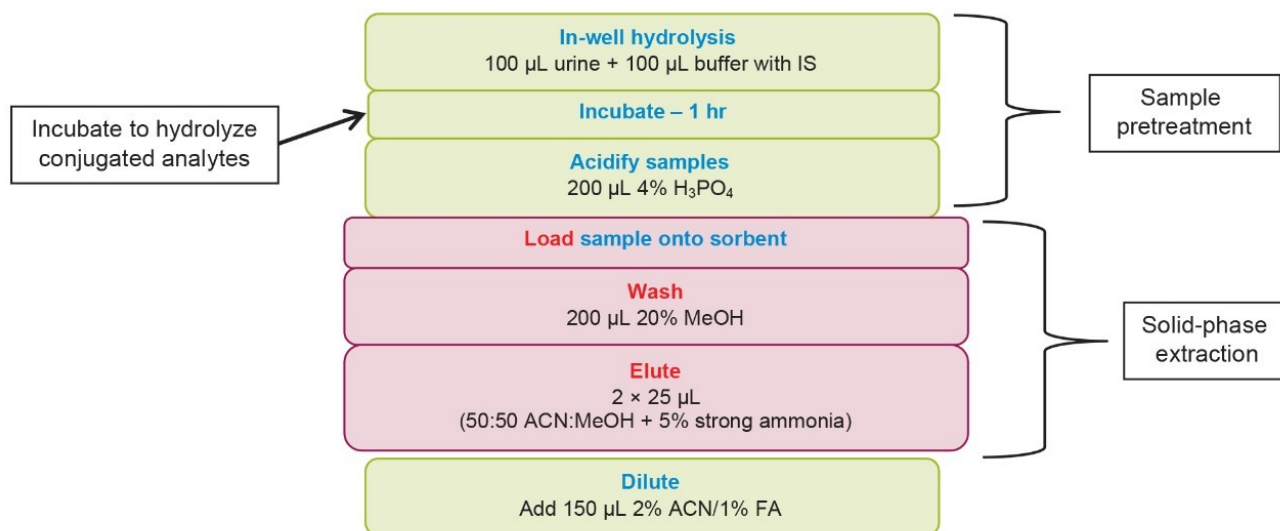 In-well hydrolysis
100 µL urine + 100 µL buffer with IS
Incubate – 1 hr
Incubate to hydrolyze
conjugated analytes
Acidify samples
200 µL 4% H₃PO₄
Sample
pretreatment
Load sample onto sorbent
Wash
200 µL 20% MeOH
Elute
2 × 25 µL
(50:50 ACN:MeOH + 5% strong ammonia)
Solid-phase
extraction
Dilute
Add 150 µL 2% ACN/1% FA